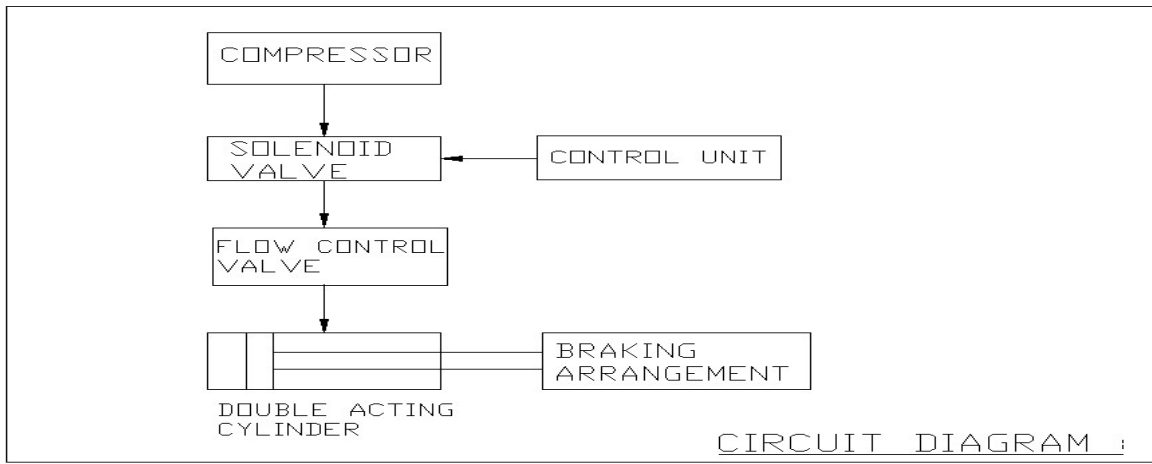 COMPRESSOR
SOLENOID
VALVE
CONTROL UNIT
FLOW CONTROL
VALVE
BRAKING
ARRANGEMENT
DOUBLE ACTING
CYLINDER
CIRCUIT DIAGRAM :